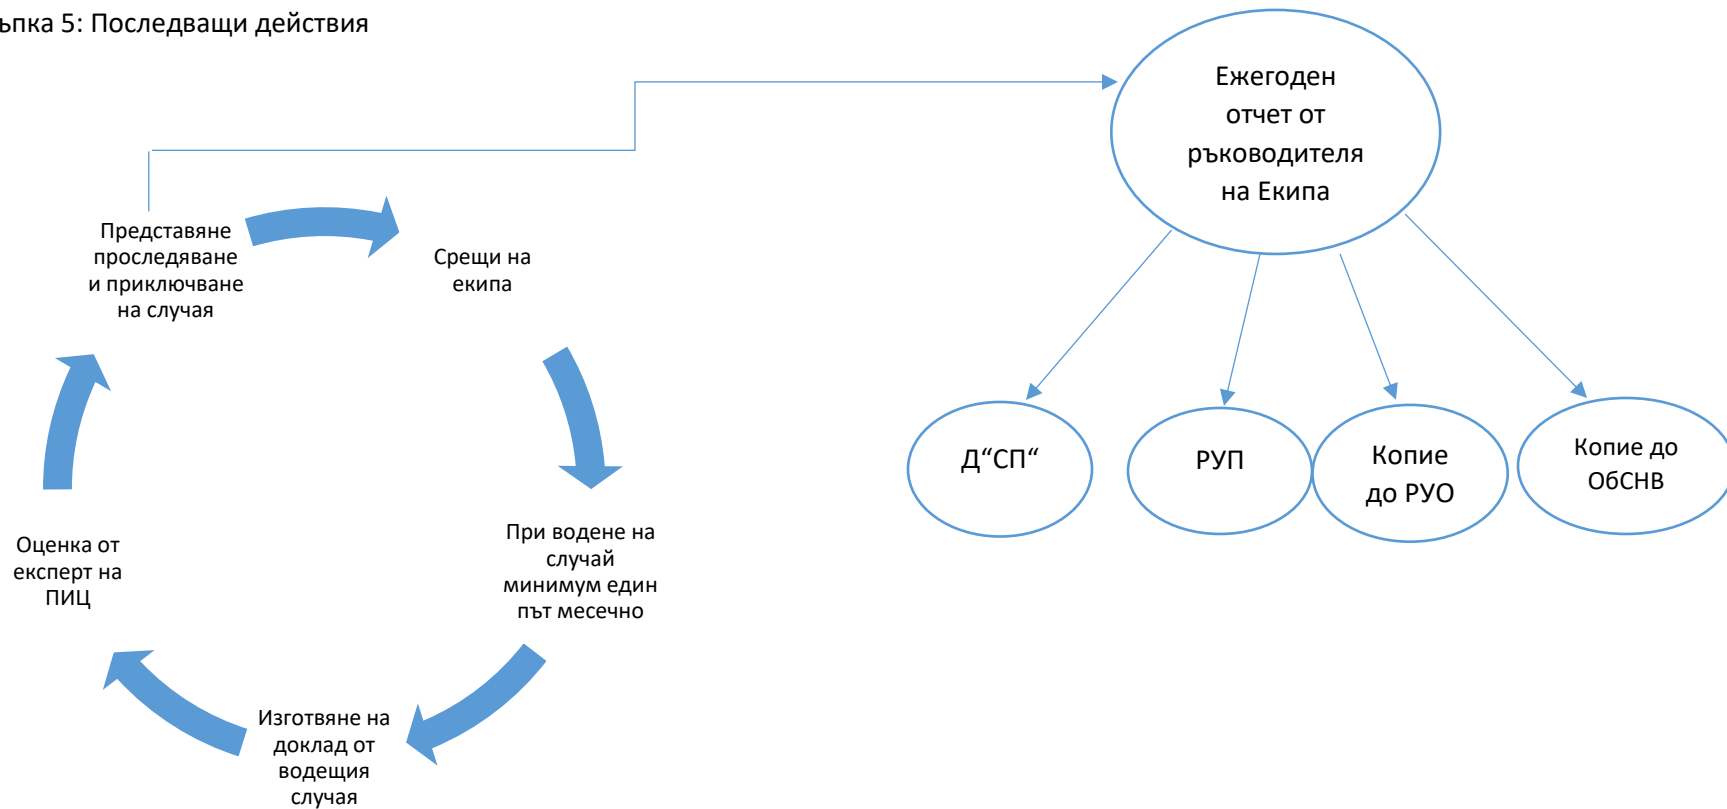 ъпка 5: Последващи действия
Ежегоден
отчет от
ръководителя
на Екипа
Представяне
проследяване
и приключване
на случая
Срещи на
екипа
При водене на
случай
минимум един
път месечно
Изготвяне на
доклад от
водещия
случая
Оценка от
експерт на
ПИЦ
Д“СП“
РУП
Копие
до РУО
Копие до
ОбСНВ